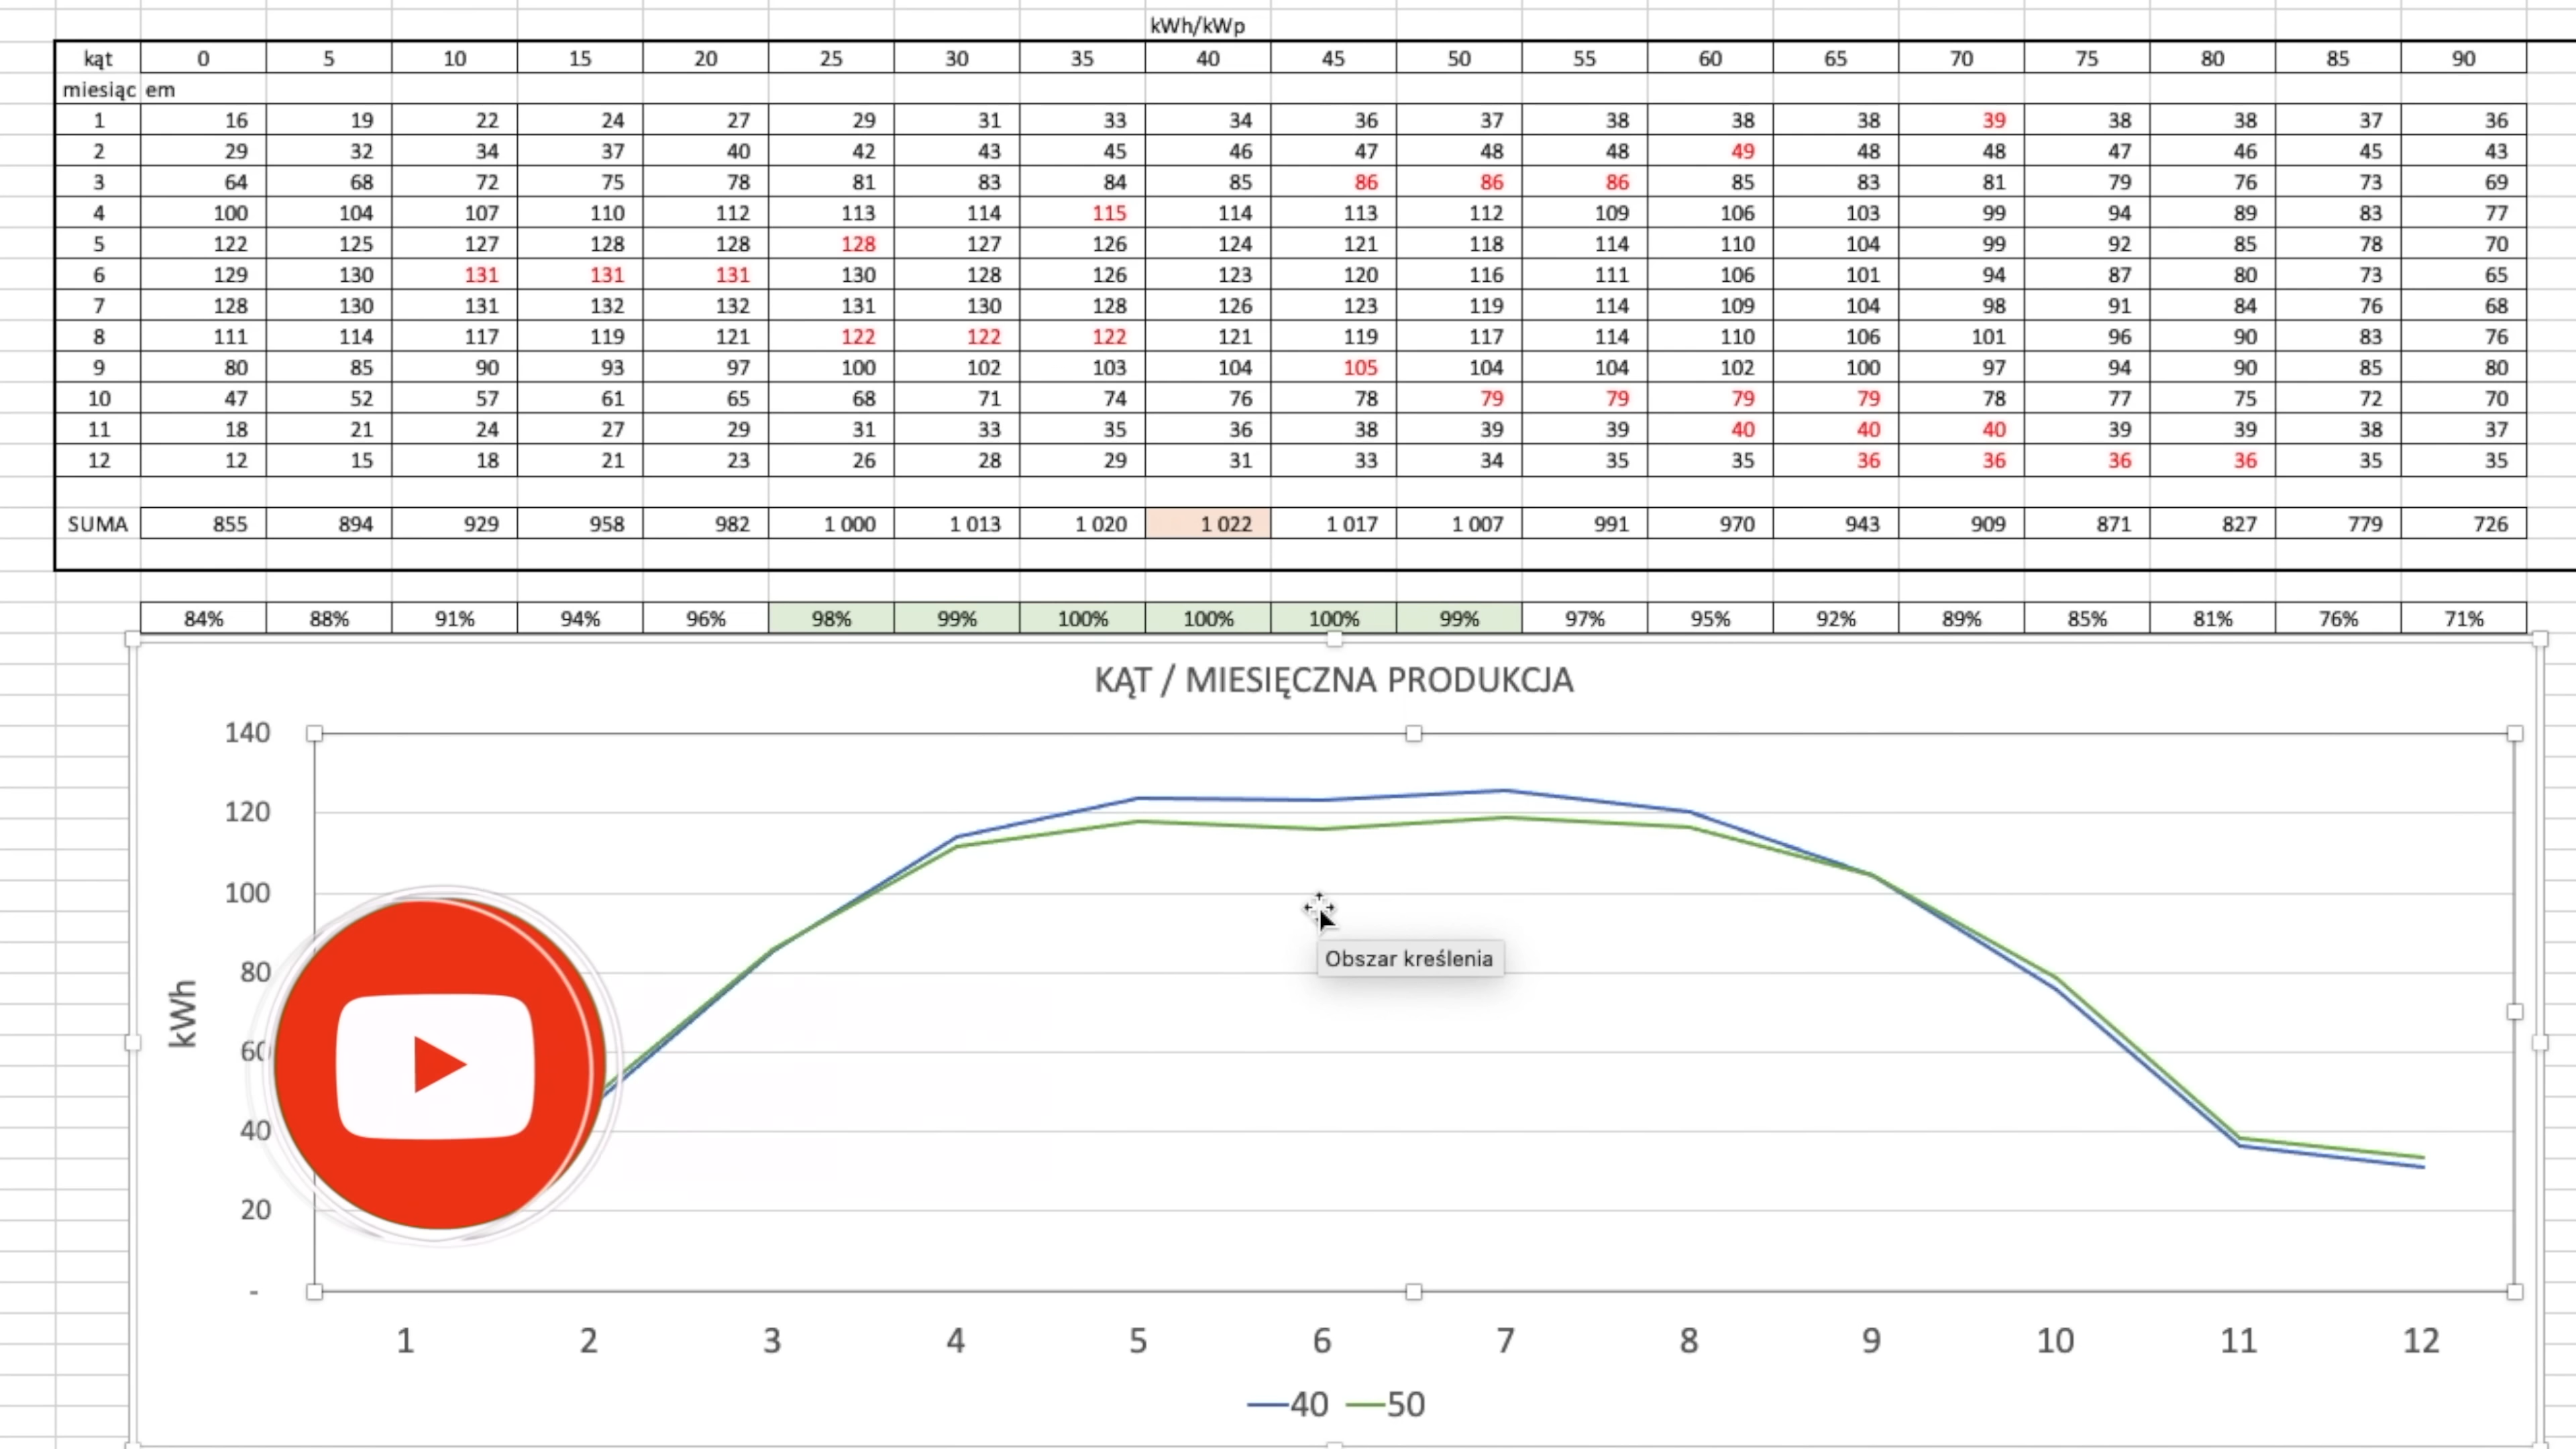 kWh/kWp
kąt 0 5 10 15 20 25 30 35 40 45 50 55 60 65 70 75 80 85 90
miesiąc em
1 16 19 22 24 27 29 31 33 34 36 37 38 38 38 39 38 38 37 36
2 29 32 34 37 40 42 43 45 46 47 48 48 49 48 48 47 46 45 43
3 64 68 72 75 78 81 83 84 85 86 86 86 85 83 81 79 76 73 69
4 100 104 107 110 112 113 114 115 114 113 112 109 106 103 99 94 89 83 77
5 122 125 127 128 128 128 127 126 124 121 118 114 110 104 99 92 85 78 70
6 129 130 131 131 131 130 128 126 123 120 116 111 106 101 94 87 80 73 65
7 128 130 131 132 132 131 130 128 126 123 119 114 109 104 98 91 84 76 68
8 111 114 117 119 121 122 122 122 121 119 117 114 110 106 101 96 90 83 76
9 80 85 90 93 97 100 102 103 104 105 104 104 102 100 97 94 90 85 80
10 47 52 57 61 65 68 71 74 76 78 79 79 79 79 78 77 75 72 70
11 18 21 24 27 29 31 33 35 36 38 39 39 40 40 40 39 39 38 37
12 12 15 18 21 23 26 28 29 31 33 34 35 35 36 36 36 36 35 35
SUMA 855 894 929 958 982 1 000 1 013 1 020 1 022 1 017 1 007 991 970 943 909 871 827 779 726
84% 88% 91% 94% 96% 98% 99% 100% 100% 100% 99% 97% 95% 92% 89% 85% 81% 76% 71%
KĄT / MIESIĘCZNA PRODUKCJA
140
120
100
80
60
40
20
-
kWh
Obszar kreślenia
1 2 3 4 5 6 7 8 9 10 11 12
40 50